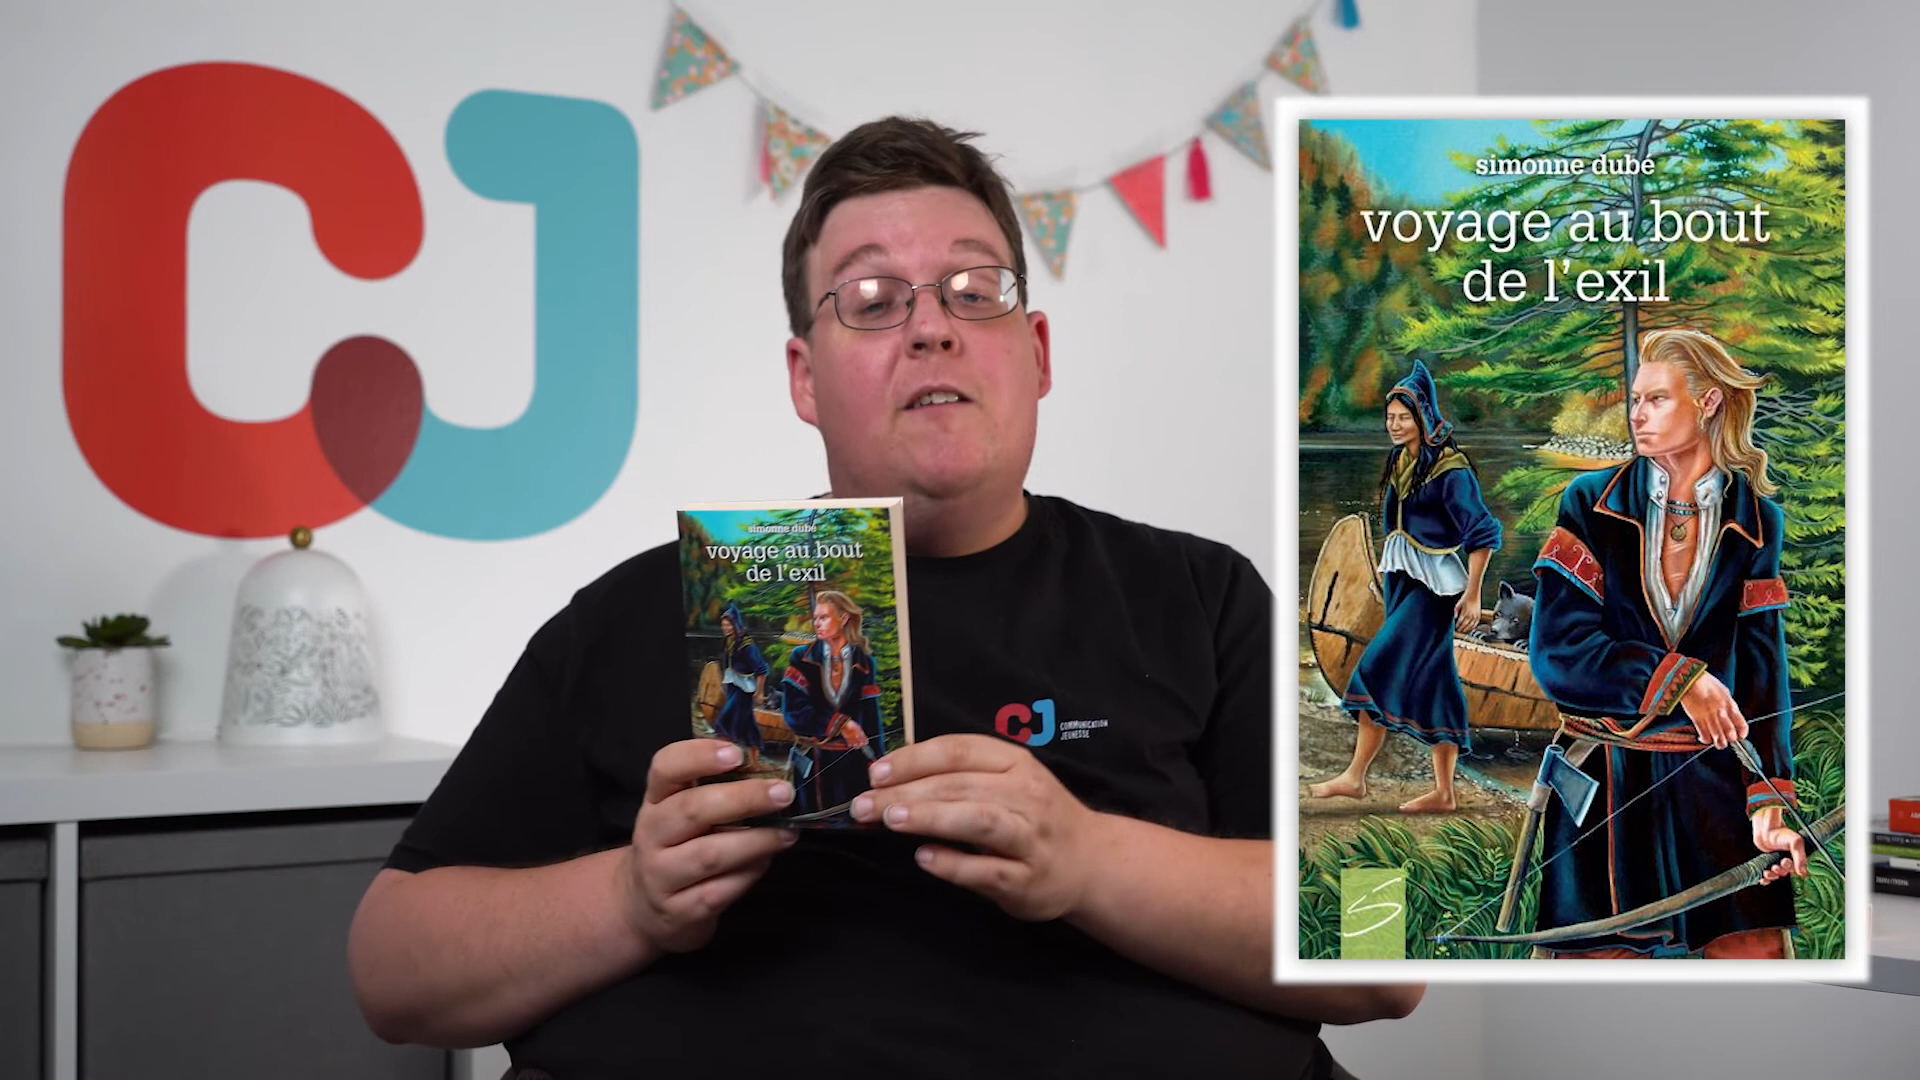 CJ
simonne dubé
voyage au bout
de l'exil
S
simonne dubé
voyage au bout
de l'exil
CJ
COMMUNICATION
JEUNESSE